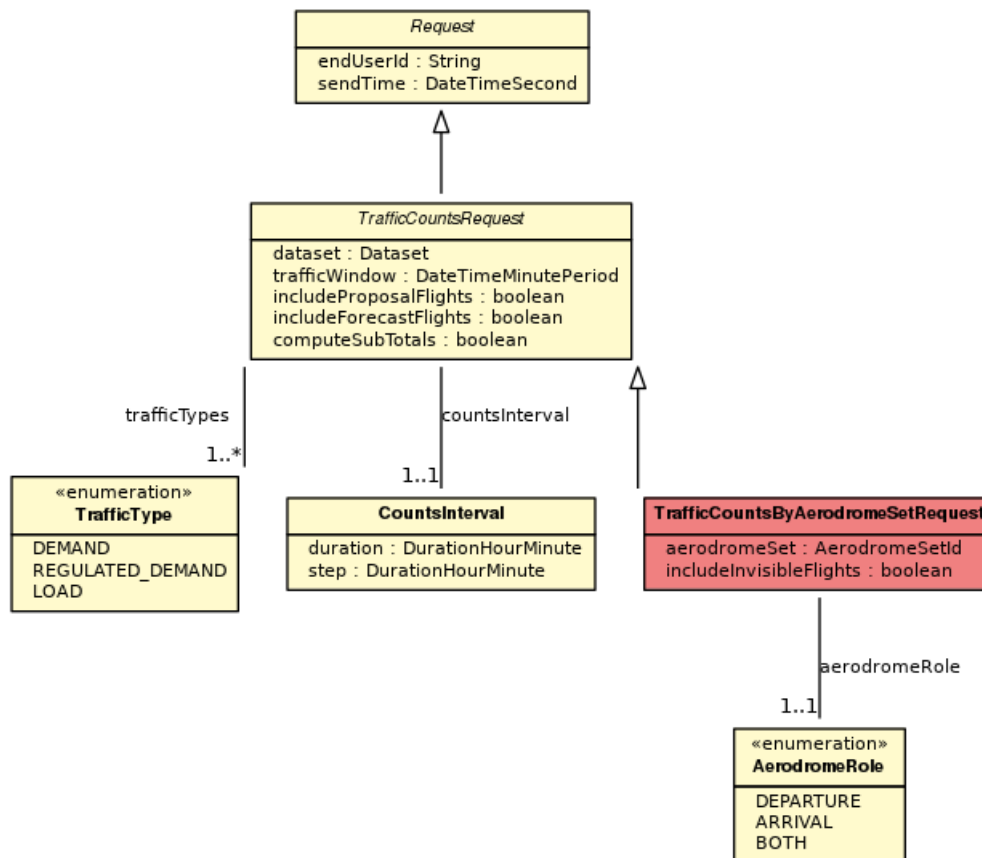 Request
endUserId : String
sendTime : DateTimeSecond
TrafficCountsRequest
dataset : Dataset
trafficWindow : DateTimeMinutePeriod
includeProposalFlights : boolean
includeForecastFlights : boolean
computeSubTotals : boolean
trafficTypes
countsInterval
1..*
1..1
«enumeration»
TrafficType
DEMAND
REGULATED_DEMAND
LOAD
CountsInterval
duration : DurationHourMinute
step : DurationHourMinute
TrafficCountsByAerodromeSetRequest
aerodromeSet : AerodromeSetId
includeInvisibleFlights : boolean
aerodromeRole
1..1
«enumeration»
AerodromeRole
DEPARTURE
ARRIVAL
BOTH